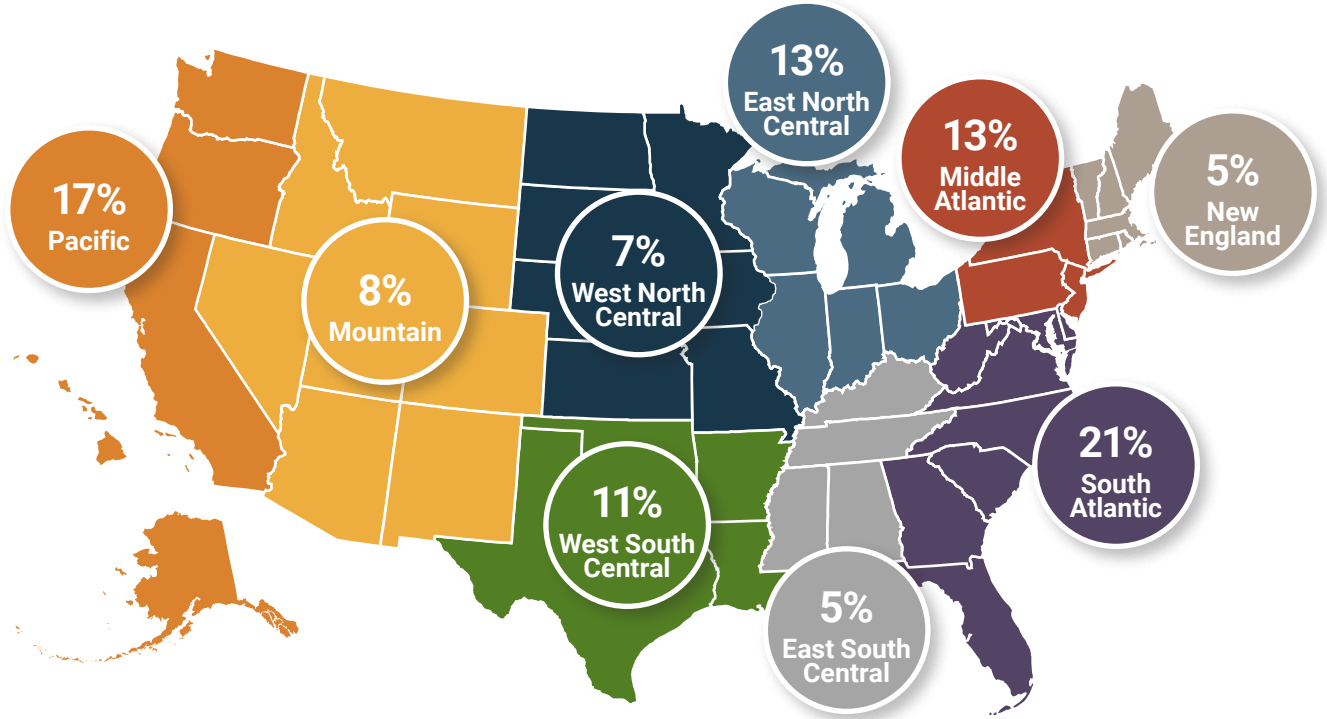 13%
East North
Central
13%
Middle
Atlantic
5%
New
England
17%
Pacific
8%
Mountain
7%
West North
Central
21%
South
Atlantic
11%
West South
Central
5%
East South
Central